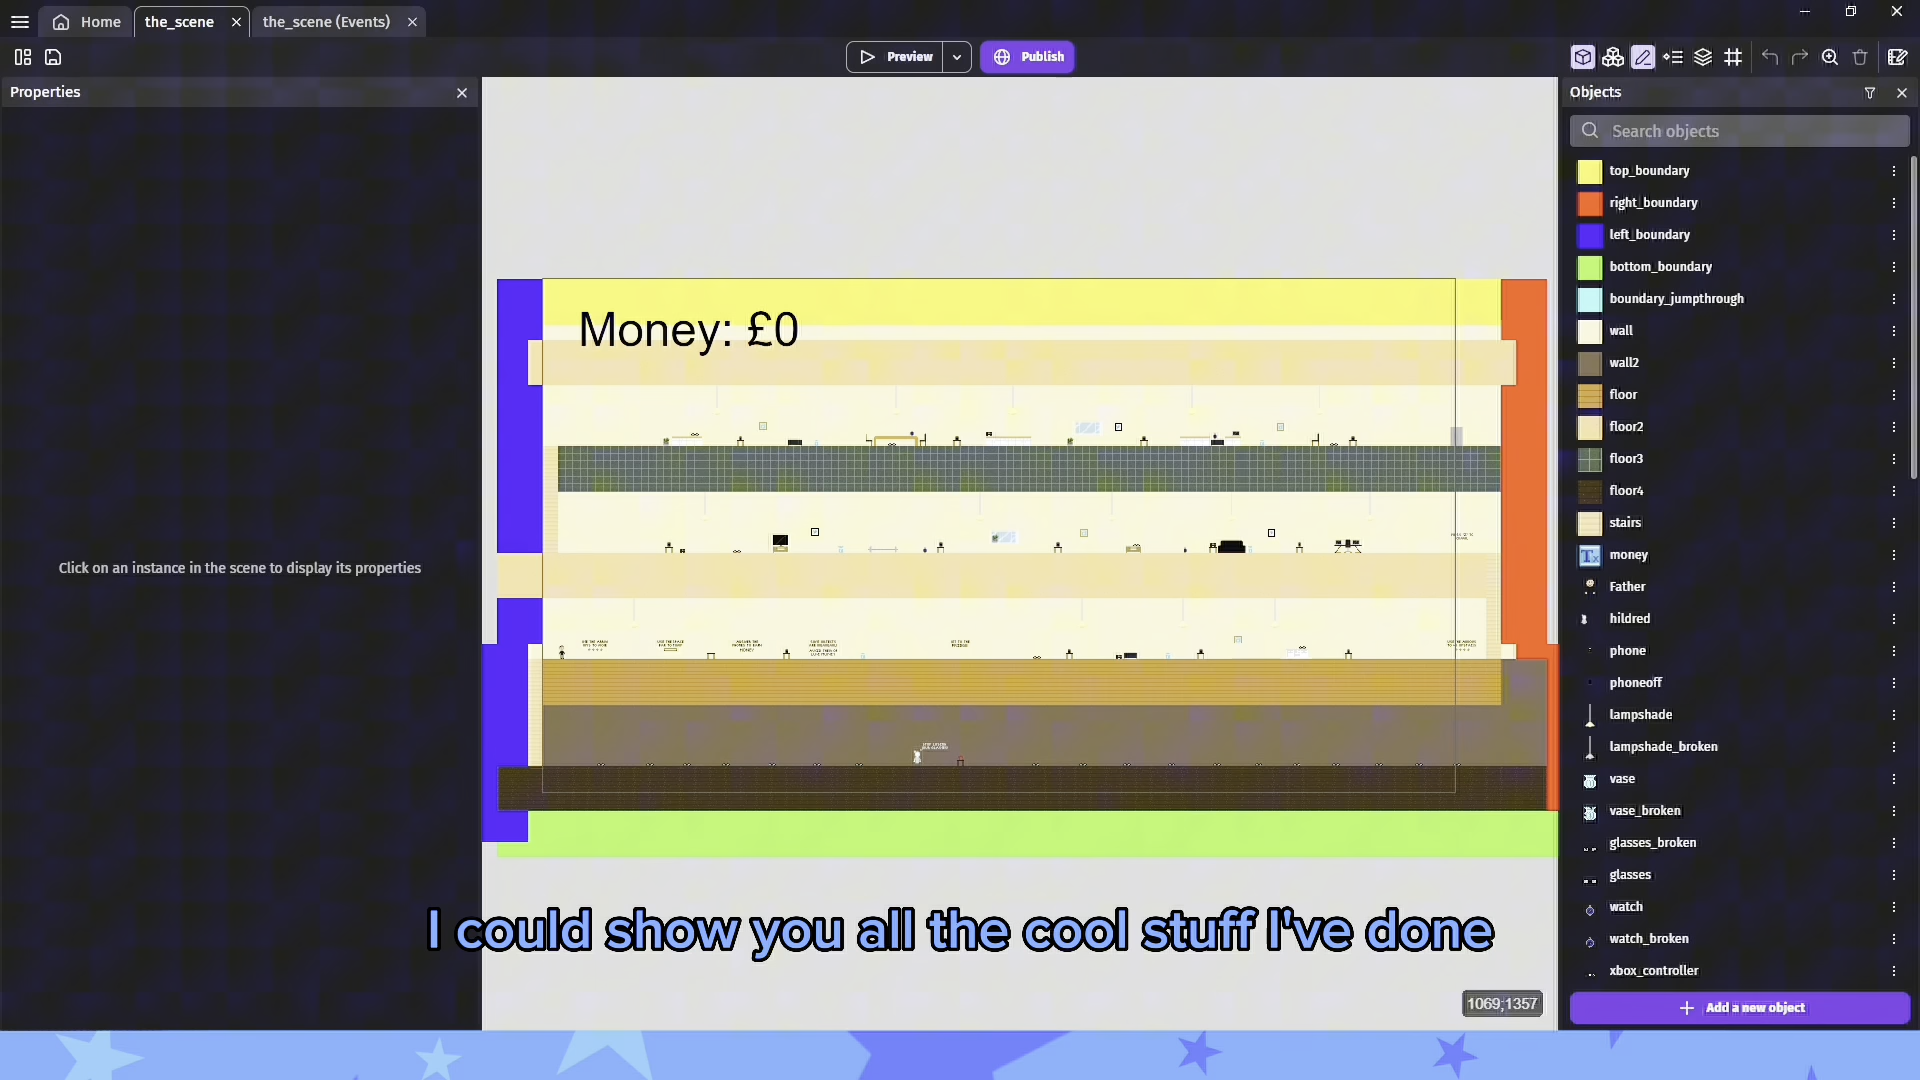 Home
the_scene
the_scene (Events)
Preview
Publish
Properties
Objects
Search objects
Click on an instance in the scene to display its properties
Money: £0
top_boundary
right_boundary
left_boundary
bottom_boundary
boundary_jumpthrough
wall
wall2
floor
floor2
floor3
floor4
stairs
money
Father
hildred
phone
phoneoff
lampshade
lampshade_broken
vase
vase_broken
glasses_broken
glasses
watch
watch_broken
xbox_controller
I could show you all the cool stuff I've done
1069;1357
Add a new object